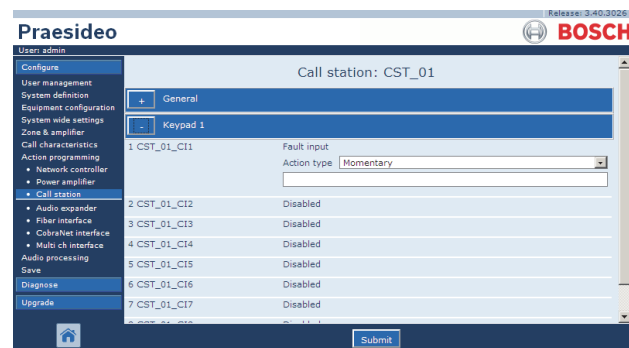 Release: 3.40.3026
Praesideo
BOSCH
User: admin
Configure
User management
System definition
Equipment configuration
System wide settings
Zone & amplifier
Call characteristics
Action programming
• Network controller
• Power amplifier
• Call station
• Audio expander
• Fiber interface
• CobraNet interface
• Multi ch interface
Audio processing
Save
Diagnose
Upgrade
Call station: CST_01
+ General
- Keypad 1
1 CST_01_CI1 Fault input
Action type Momentary
2 CST_01_CI2 Disabled
3 CST_01_CI3 Disabled
4 CST_01_CI4 Disabled
5 CST_01_CI5 Disabled
6 CST_01_CI6 Disabled
7 CST_01_CI7 Disabled
Submit